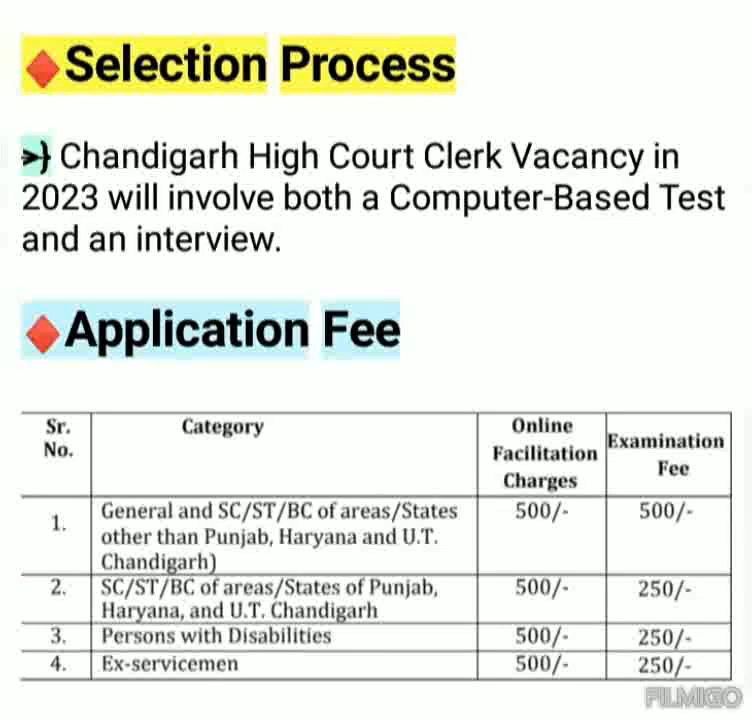 ♦Selection Process
➢} Chandigarh High Court Clerk Vacancy in
2023 will involve both a Computer-Based Test
and an interview.
♦Application Fee
Sr. No. Category Online Facilitation Charges Examination Fee
1. General and SC/ST/BC of areas/States other than Punjab, Haryana and U.T. Chandigarh) 500/- 500/-
2. SC/ST/BC of areas/States of Punjab, Haryana, and U.T. Chandigarh 500/- 250/-
3. Persons with Disabilities 500/- 250/-
4. Ex-servicemen 500/- 250/-
FILMIGO